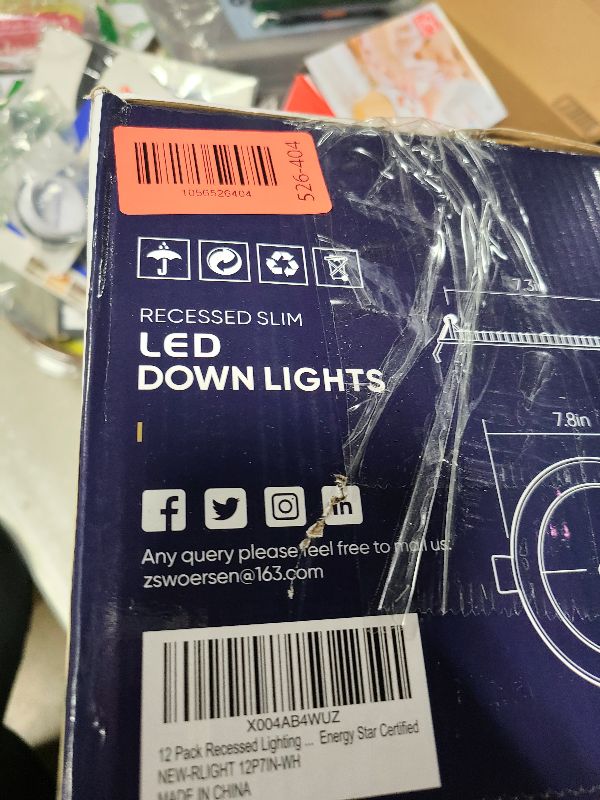 1056526404
526-404
RECESSED SLIM
LED
DOWN LIGHTS
7.8in
in
Any query please feel free to mail us:
zswoersen@163.com
X004AB4WUZ
12 Pack Recessed Lighting ... Energy Star Certified
NEW-RLIGHT 12P7IN-WH
MADE IN CHINA